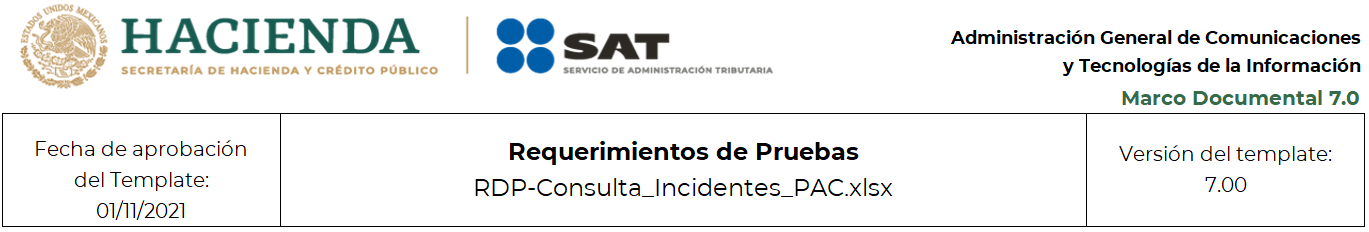 ESTADOS UNIDOS MEXICANOS
HACIENDA
SECRETARÍA DE HACIENDA Y CRÉDITO PÚBLICO
SAT
SERVICIO DE ADMINISTRACIÓN TRIBUTARIA
Administración General de Comunicaciones
y Tecnologías de la Información
Marco Documental 7.0
Fecha de aprobación
del Template:
01/11/2021
Requerimientos de Pruebas
RDP-Consulta_Incidentes_PAC.xlsx
Versión del template:
7.00